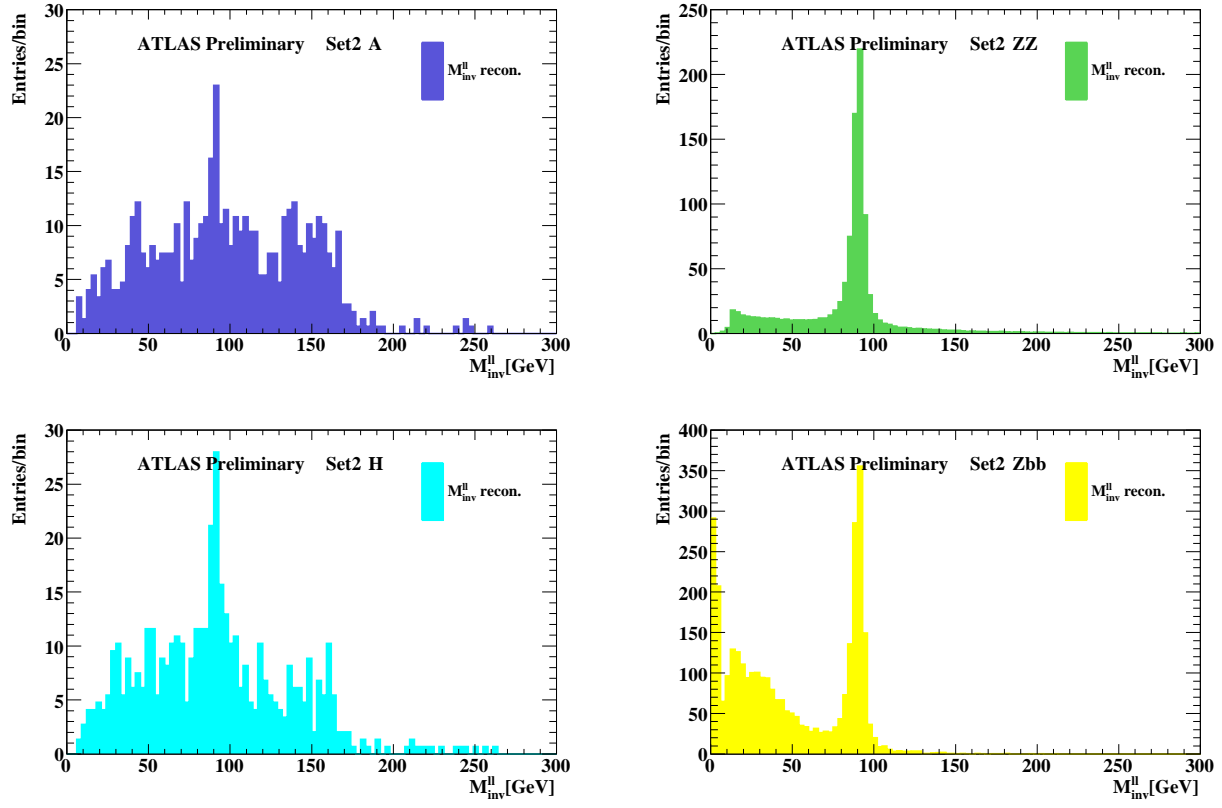 ATLAS Preliminary Set2 A
M^ll_inv recon.
Entries/bin
30
25
20
15
10
5
0
0 50 100 150 200 250 300
M^ll_inv[GeV]
ATLAS Preliminary Set2 ZZ
M^ll_inv recon.
Entries/bin
250
200
150
100
50
0
0 50 100 150 200 250 300
M^ll_inv[GeV]
ATLAS Preliminary Set2 H
M^ll_inv recon.
Entries/bin
30
25
20
15
10
5
0
0 50 100 150 200 250 300
M^ll_inv[GeV]
ATLAS Preliminary Set2 Zbb
M^ll_inv recon.
Entries/bin
400
350
300
250
200
150
100
50
0
0 50 100 150 200 250 300
M^ll_inv[GeV]